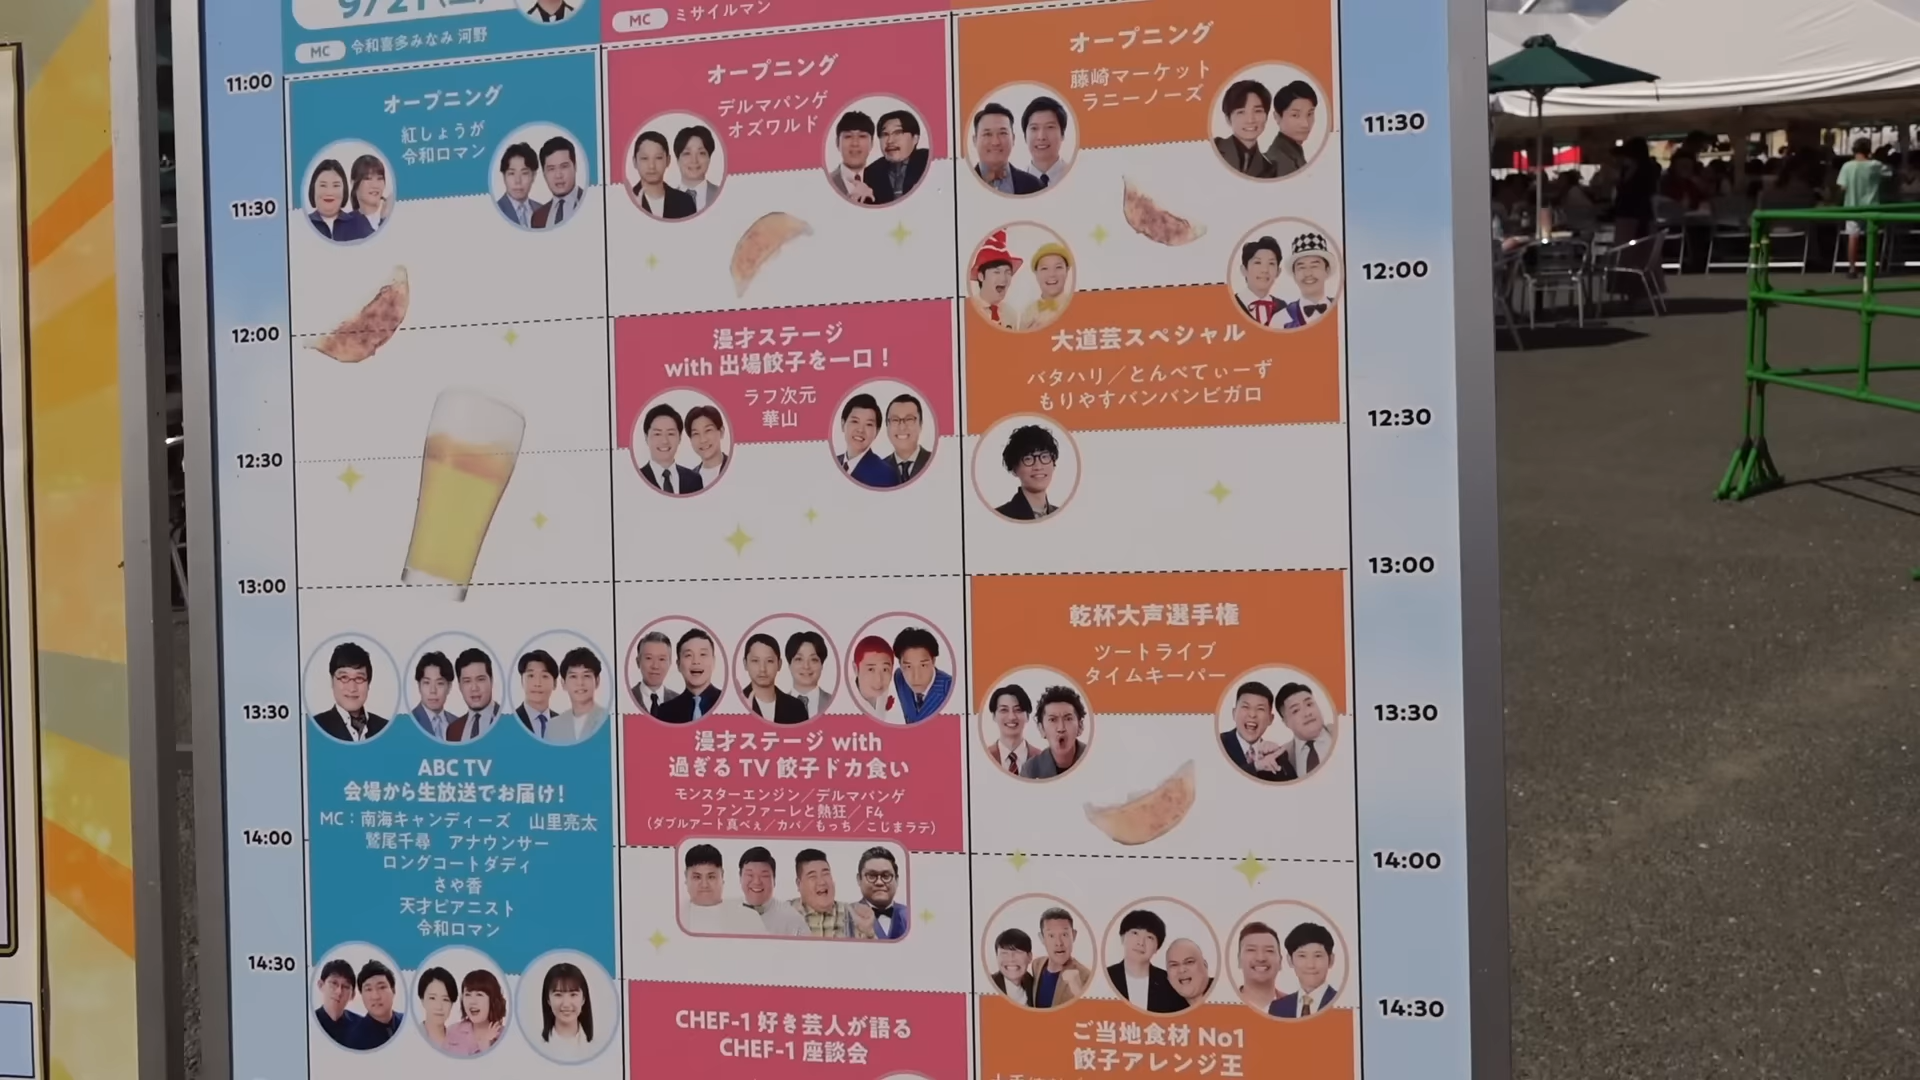 9/21(土)
MC 令和喜多みなみ 河野
MC ミサイルマン
11:00
オープニング
紅しょうが
令和ロマン
オープニング
デルマパンゲ
オズワルド
オープニング
藤崎マーケット
ラニーノーズ
11:30
11:30
12:00
12:00
漫才ステージ
with 出場餃子を一口！
ラフ次元
華山
大道芸スペシャル
バタハリ／とんぺてぃーず
もりやすバンバンビガロ
12:30
12:30
13:00
13:00
乾杯大声選手権
ツートライブ
タイムキーパー
13:30
13:30
ABC TV
会場から生放送でお届け！
MC：南海キャンディーズ 山里亮太
鷲尾千尋 アナウンサー
ロングコートダディ
さや香
天才ピアニスト
令和ロマン
漫才ステージ with
過ぎる TV 餃子ドカ食い
モンスターエンジン／デルマパンゲ
ファンファーレと熱狂／F4
(ダブルアート真べぇ／カバ／もっち／こじまラテ)
14:00
14:00
14:30
14:30
CHEF-1 好き芸人が語る
CHEF-1 座談会
ご当地食材 No1
餃子アレンジ王